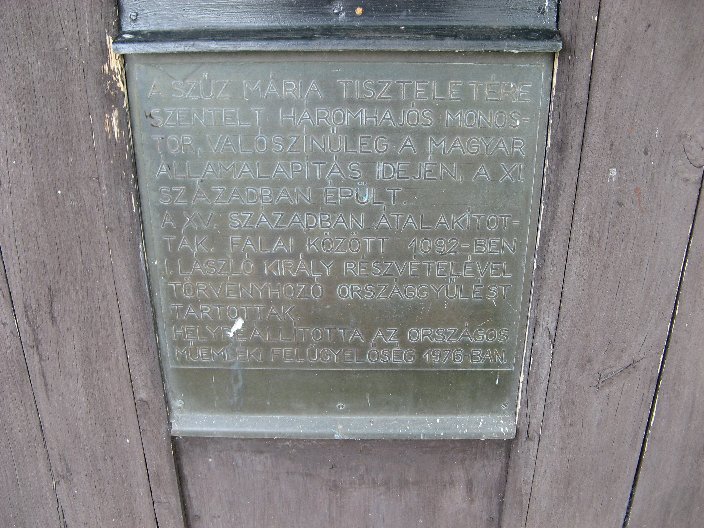 A SZŰZ MÁRIA TISZTELETÉRE
SZENTELT HÁROMHAJÓS MONOS-
TOR, VALÓSZÍNŰLEG A MAGYAR
ÁLLAMALAPÍTÁS IDEJÉN, A XI.
SZÁZADBAN ÉPÜLT.
A XV. SZÁZADBAN ÁTALAKÍTOT-
TÁK. FALAI KÖZÖTT 1092-BEN
I. LÁSZLÓ KIRÁLY RÉSZVÉTELÉVEL
TÖRVÉNYHOZÓ ORSZÁGGYŰLÉST
TARTOTTAK.
HELYREÁLLÍTOTTA AZ ORSZÁGOS
MŰEMLÉKI FELÜGYELŐSÉG 1976-BAN.